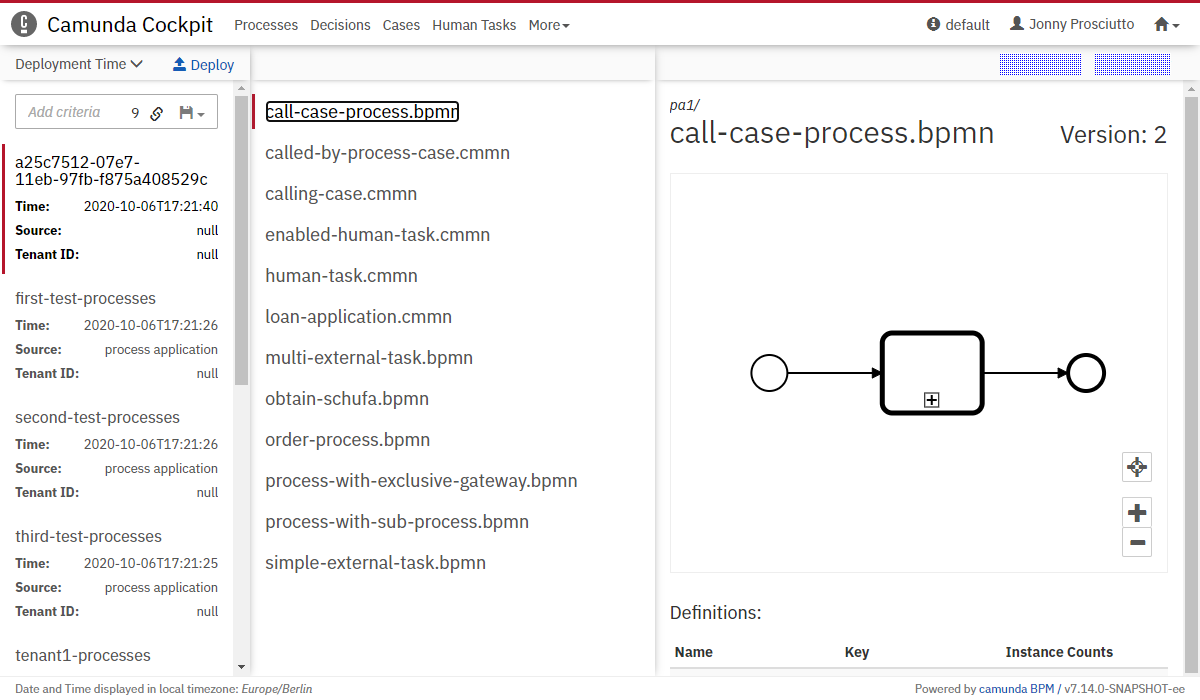 Camunda Cockpit Processes Decisions Cases Human Tasks More default Jonny Prosciutto
Deployment Time Deploy
Add criteria 9
a25c7512-07e7-
11eb-97fb-f875a408529c
Time: 2020-10-06T17:21:40
Source: null
Tenant ID: null
first-test-processes
Time: 2020-10-06T17:21:26
Source: process application
Tenant ID: null
second-test-processes
Time: 2020-10-06T17:21:26
Source: process application
Tenant ID: null
third-test-processes
Time: 2020-10-06T17:21:25
Source: process application
Tenant ID: null
tenant1-processes
call-case-process.bpmn
called-by-process-case.cmmn
calling-case.cmmn
enabled-human-task.cmmn
human-task.cmmn
loan-application.cmmn
multi-external-task.bpmn
obtain-schufa.bpmn
order-process.bpmn
process-with-exclusive-gateway.bpmn
process-with-sub-process.bpmn
simple-external-task.bpmn
pa1/
call-case-process.bpmn Version: 2
Definitions:
Name Key Instance Counts
Date and Time displayed in local timezone: Europe/Berlin Powered by camunda BPM / v7.14.0-SNAPSHOT-ee